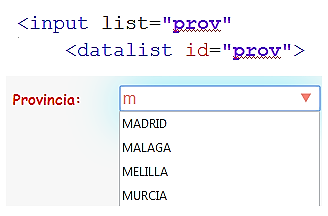 <input list="prov"
<datalist id="prov">
Provincia: m
MADRID
MALAGA
MELILLA
MURCIA